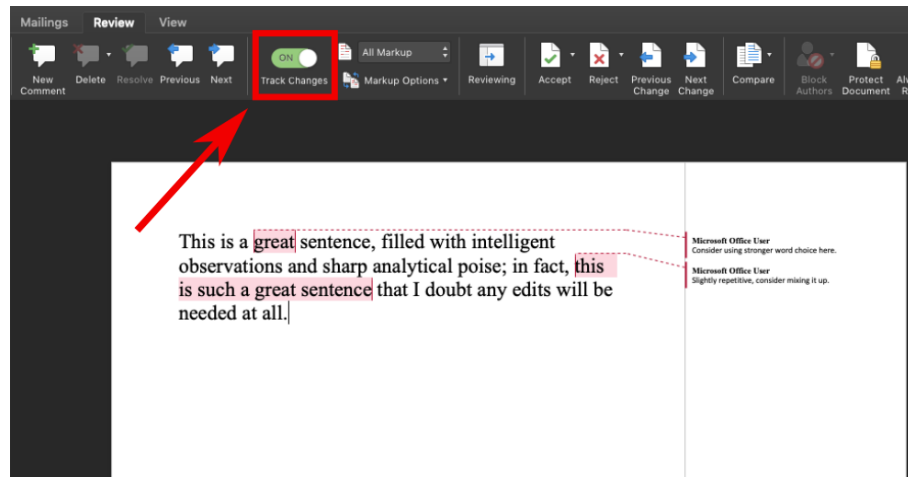 Mailings Review View
ON
All Markup
New Comment
Delete
Resolve
Previous
Next
Track Changes
Markup Options
Reviewing
Accept
Reject
Previous Change
Next Change
Compare
Block Authors
Protect Document
This is a great sentence, filled with intelligent
observations and sharp analytical poise; in fact, this
is such a great sentence that I doubt any edits will be
needed at all.
Microsoft Office User
Consider using stronger word choice here.
Microsoft Office User
Slightly repetitive, consider mixing it up.